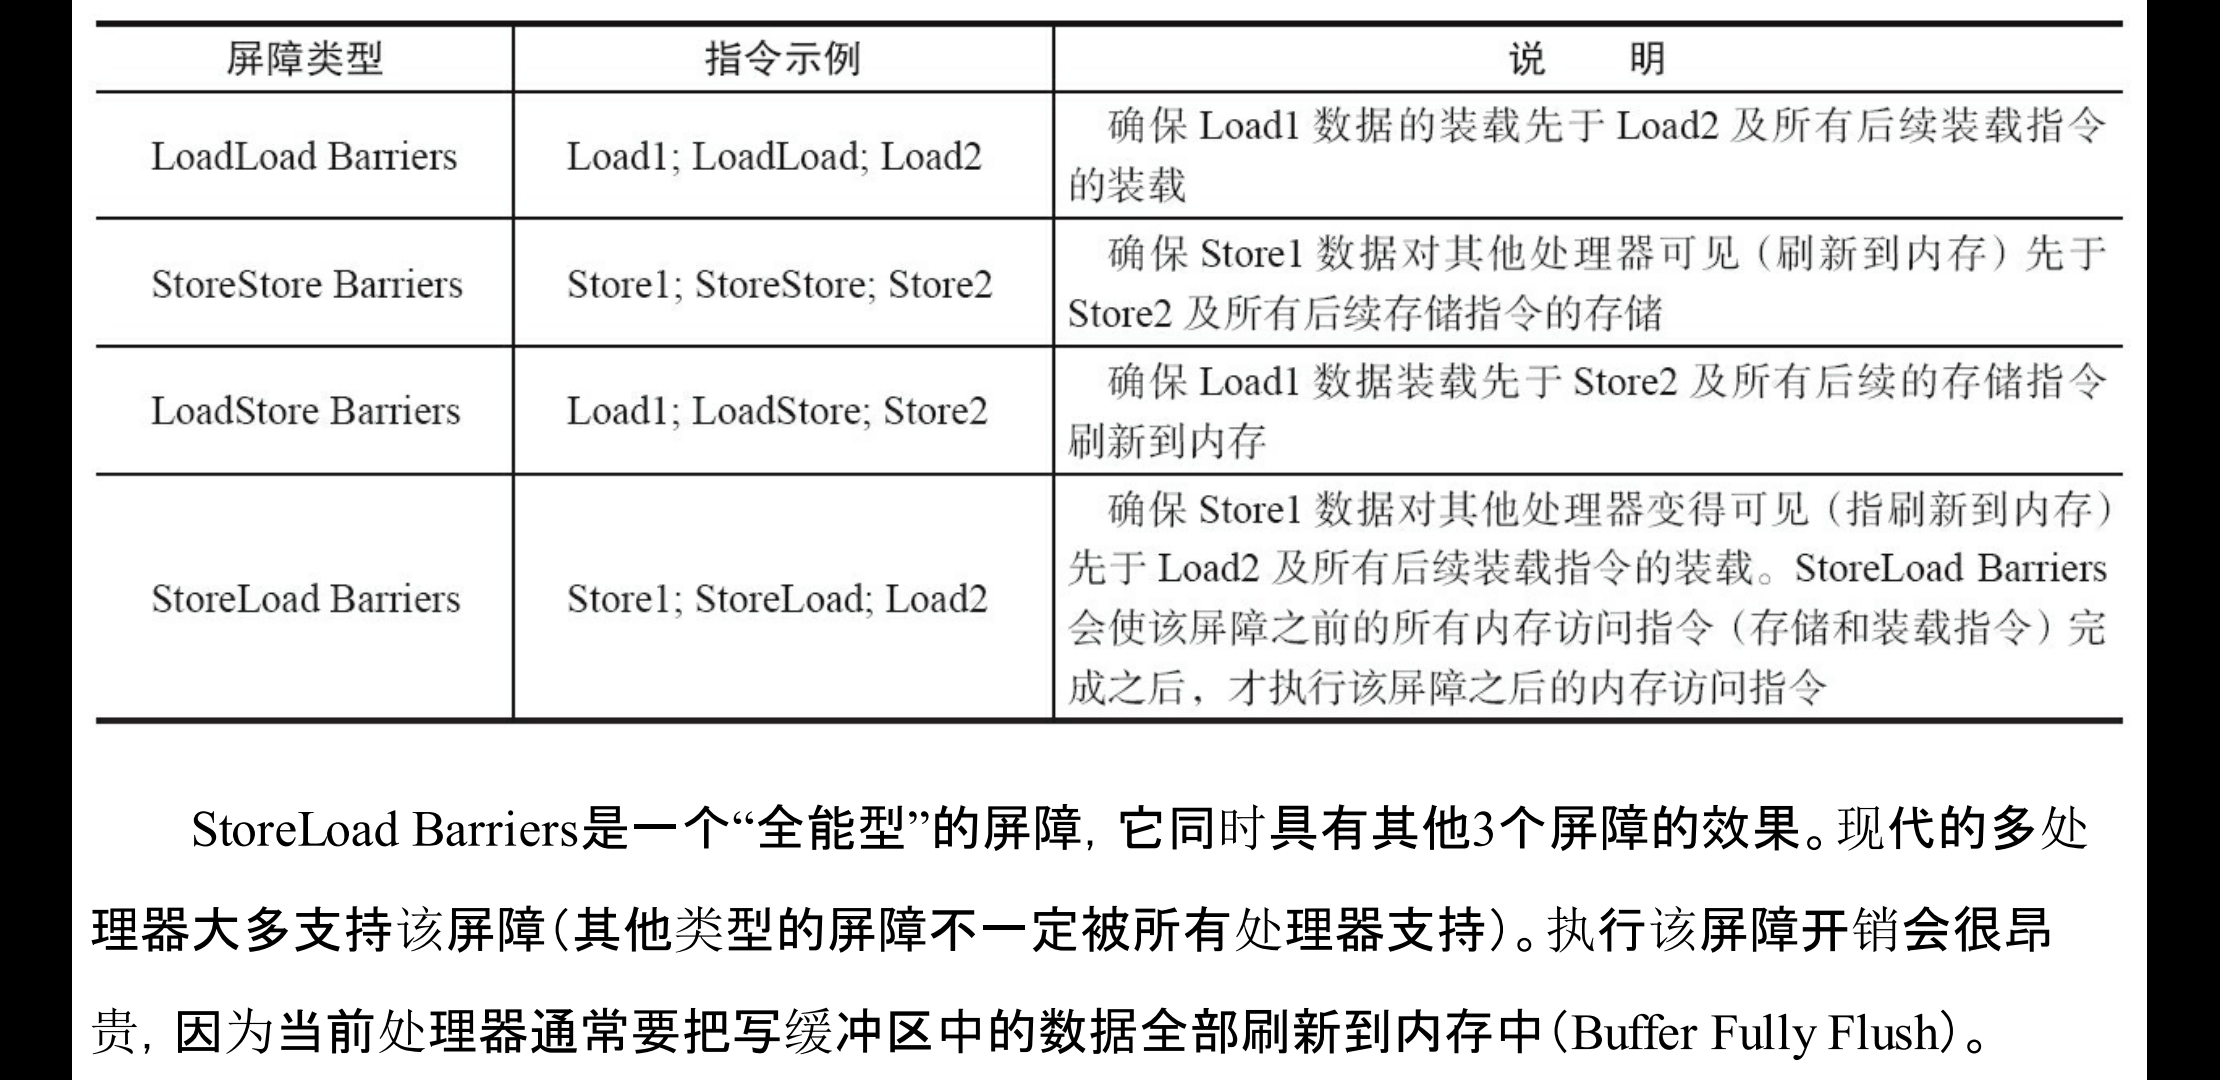 屏障类型 指令示例 说 明
LoadLoad Barriers Load1; LoadLoad; Load2 确保 Load1 数据的装载先于 Load2 及所有后续装载指令
的装载
StoreStore Barriers Store1; StoreStore; Store2 确保 Store1 数据对其他处理器可见（刷新到内存）先于
Store2 及所有后续存储指令的存储
LoadStore Barriers Load1; LoadStore; Store2 确保 Load1 数据装载先于 Store2 及所有后续的存储指令
刷新到内存
StoreLoad Barriers Store1; StoreLoad; Load2 确保 Store1 数据对其他处理器变得可见（指刷新到内存）
先于 Load2 及所有后续装载指令的装载。StoreLoad Barriers
会使该屏障之前的所有内存访问指令（存储和装载指令）完
成之后，才执行该屏障之后的内存访问指令
StoreLoad Barriers是一个“全能型”的屏障，它同时具有其他3个屏障的效果。现代的多处
理器大多支持该屏障（其他类型的屏障不一定被所有处理器支持）。执行该屏障开销会很昂
贵，因为当前处理器通常要把写缓冲区中的数据全部刷新到内存中（Buffer Fully Flush）。